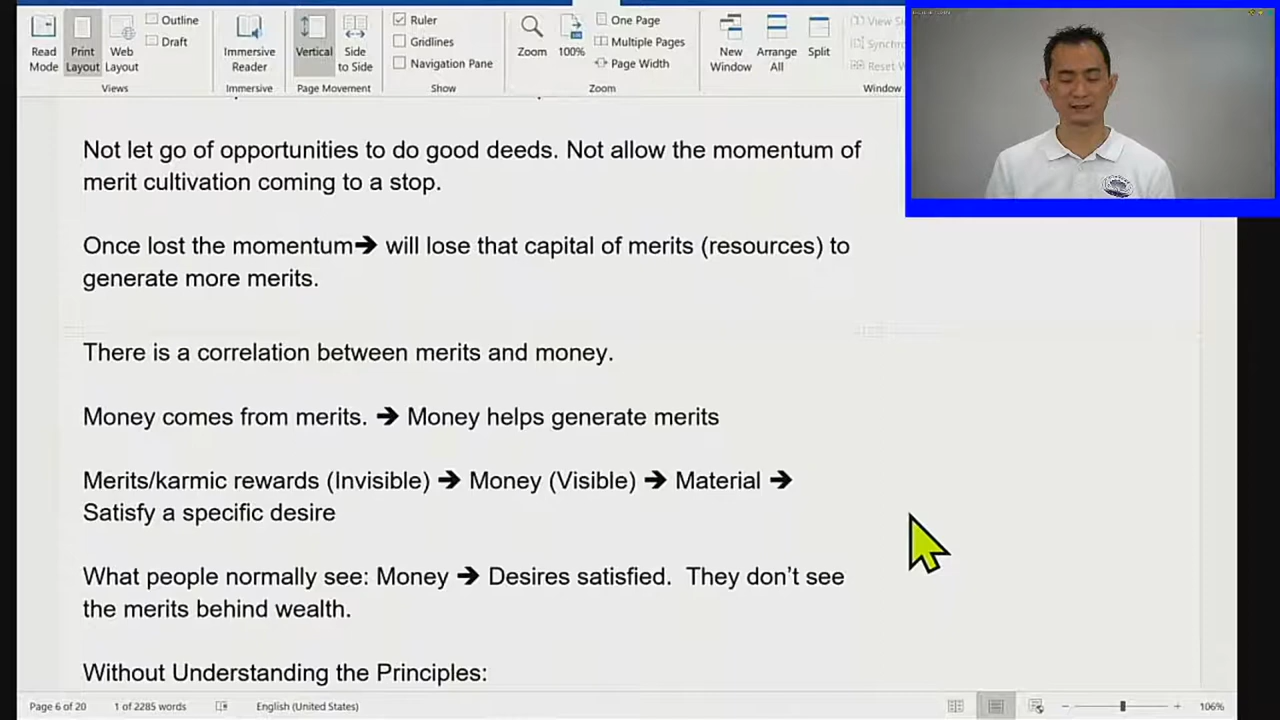 Outline
Draft
Read
Mode
Print
Layout
Web
Layout
Views
Immersive
Reader
Immersive
Vertical
Side
to Side
Page Movement
Ruler
Gridlines
Navigation Pane
Show
Zoom
100%
One Page
Multiple Pages
Page Width
Zoom
New
Window
Arrange
All
Split
View
Reset
Window
Not let go of opportunities to do good deeds. Not allow the momentum of
merit cultivation coming to a stop.
Once lost the momentum➔ will lose that capital of merits (resources) to
generate more merits.
There is a correlation between merits and money.
Money comes from merits. ➔ Money helps generate merits
Merits/karmic rewards (Invisible) ➔ Money (Visible) ➔ Material ➔
Satisfy a specific desire
What people normally see: Money ➔ Desires satisfied.  They don't see
the merits behind wealth.
Without Understanding the Principles:
Page 6 of 20
1 of 2285 words
English (United States)
106%